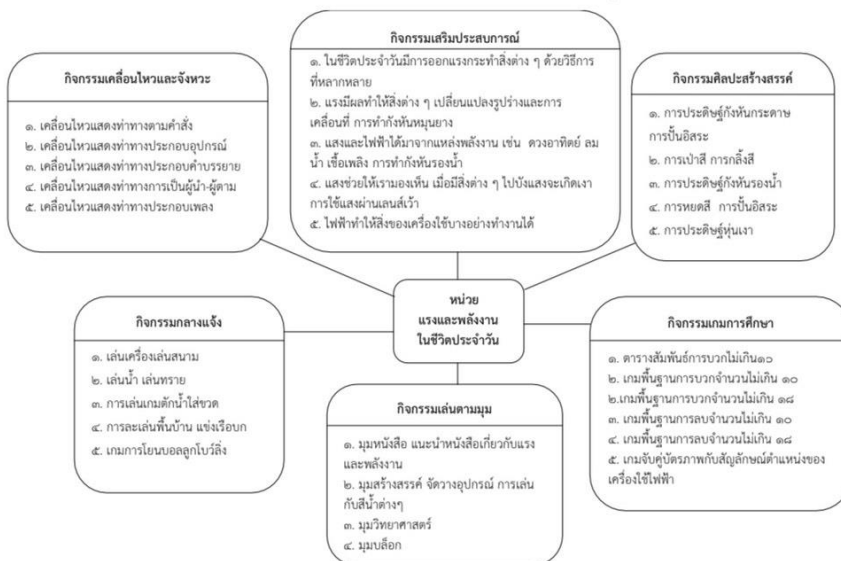 กิจกรรมเคลื่อนไหวและจังหวะ
๑. เคลื่อนไหวแสดงท่าทางตามคำสั่ง
๒. เคลื่อนไหวแสดงท่าทางประกอบอุปกรณ์
๓. เคลื่อนไหวแสดงท่าทางประกอบคำบรรยาย
๔. เคลื่อนไหวแสดงท่าทางการเป็นผู้นำ-ผู้ตาม
๕. เคลื่อนไหวแสดงท่าทางประกอบเพลง
กิจกรรมเสริมประสบการณ์
๑. ในชีวิตประจำวันมีการออกแรงกระทำสิ่งต่าง ๆ ด้วยวิธีการ
ที่หลากหลาย
๒. แรงมีผลทำให้สิ่งต่าง ๆ เปลี่ยนแปลงรูปร่างและการ
เคลื่อนที่ การทำกังหันหมุนยาง
๓. แสงและไฟฟ้าได้มาจากแหล่งพลังงาน เช่น ดวงอาทิตย์ ลม
น้ำ เชื้อเพลิง การทำกังหันรองน้ำ
๔. แสงช่วยให้เรามองเห็น เมื่อมีสิ่งต่าง ๆ ไปบังแสงจะเกิดเงา
การใช้แสงผ่านเลนส์เว้า
๕. ไฟฟ้าทำให้สิ่งของเครื่องใช้บางอย่างทำงานได้
กิจกรรมศิลปะสร้างสรรค์
๑. การประดิษฐ์กังหันกระดาษ
การปั้นอิสระ
๒. การเป่าสี การกลิ้งสี
๓. การประดิษฐ์กังหันรองน้ำ
๔. การหยดสี การปั้นอิสระ
๕. การประดิษฐ์หุ่นเงา
หน่วย
แรงและพลังงาน
ในชีวิตประจำวัน
กิจกรรมกลางแจ้ง
๑. เล่นเครื่องเล่นสนาม
๒. เล่นน้ำ เล่นทราย
๓. การเล่นเกมตักน้ำใส่ขวด
๔. การละเล่นพื้นบ้าน แข่งเรือบก
๕. เกมการโยนบอลลูกโบว์ลิ่ง
กิจกรรมเล่นตามมุม
๑. มุมหนังสือ แนะนำหนังสือเกี่ยวกับแรง
และพลังงาน
๒. มุมสร้างสรรค์ จัดวางอุปกรณ์ การเล่น
กับสีน้ำต่างๆ
๓. มุมวิทยาศาสตร์
๔. มุมบล็อก
กิจกรรมเกมการศึกษา
๑. ตารางสัมพันธ์การบวกไม่เกิน๑๐
๒. เกมพื้นฐานการบวกจำนวนไม่เกิน ๑๐
๒.เกมพื้นฐานการบวกจำนวนไม่เกิน ๑๘
๓. เกมพื้นฐานการลบจำนวนไม่เกิน ๑๐
๔. เกมพื้นฐานการลบจำนวนไม่เกิน ๑๘
๕. เกมจับคู่บัตรภาพกับสัญลักษณ์ตำแหน่งของ
เครื่องใช้ไฟฟ้า